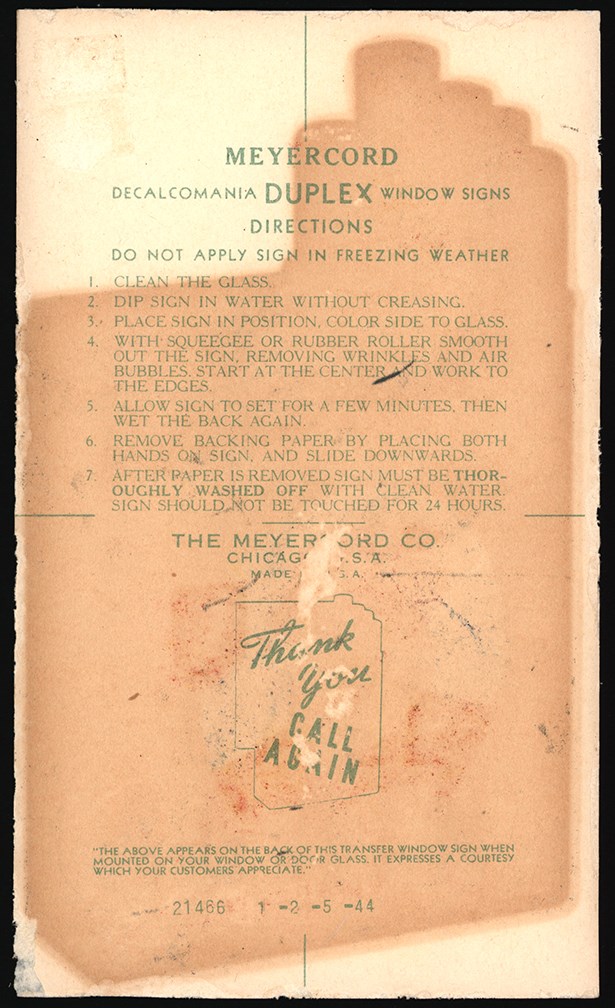 MEYERCORD
DECALCOMANIA DUPLEX WINDOW SIGNS
DIRECTIONS
DO NOT APPLY SIGN IN FREEZING WEATHER
1. CLEAN THE GLASS.
2. DIP SIGN IN WATER WITHOUT CREASING.
3. PLACE SIGN IN POSITION, COLOR SIDE TO GLASS.
4. WITH SQUEEGEE OR RUBBER ROLLER SMOOTH
OUT THE SIGN, REMOVING WRINKLES AND AIR
BUBBLES. START AT THE CENTER AND WORK TO
THE EDGES.
5. ALLOW SIGN TO SET FOR A FEW MINUTES, THEN
WET THE BACK AGAIN.
6. REMOVE BACKING PAPER BY PLACING BOTH
HANDS ON SIGN, AND SLIDE DOWNWARDS.
7. AFTER PAPER IS REMOVED SIGN MUST BE THOR-
OUGHLY WASHED OFF WITH CLEAN WATER.
SIGN SHOULD NOT BE TOUCHED FOR 24 HOURS.
THE MEYERCORD CO.
CHICAGO U.S.A.
MADE U.S.A.
Thank
You
CALL
AGAIN
"THE ABOVE APPEARS ON THE BACK OF THIS TRANSFER WINDOW SIGN WHEN
MOUNTED ON YOUR WINDOW OR DOOR GLASS. IT EXPRESSES A COURTESY
WHICH YOUR CUSTOMERS APPRECIATE."
21466 1 -2 -5 -44